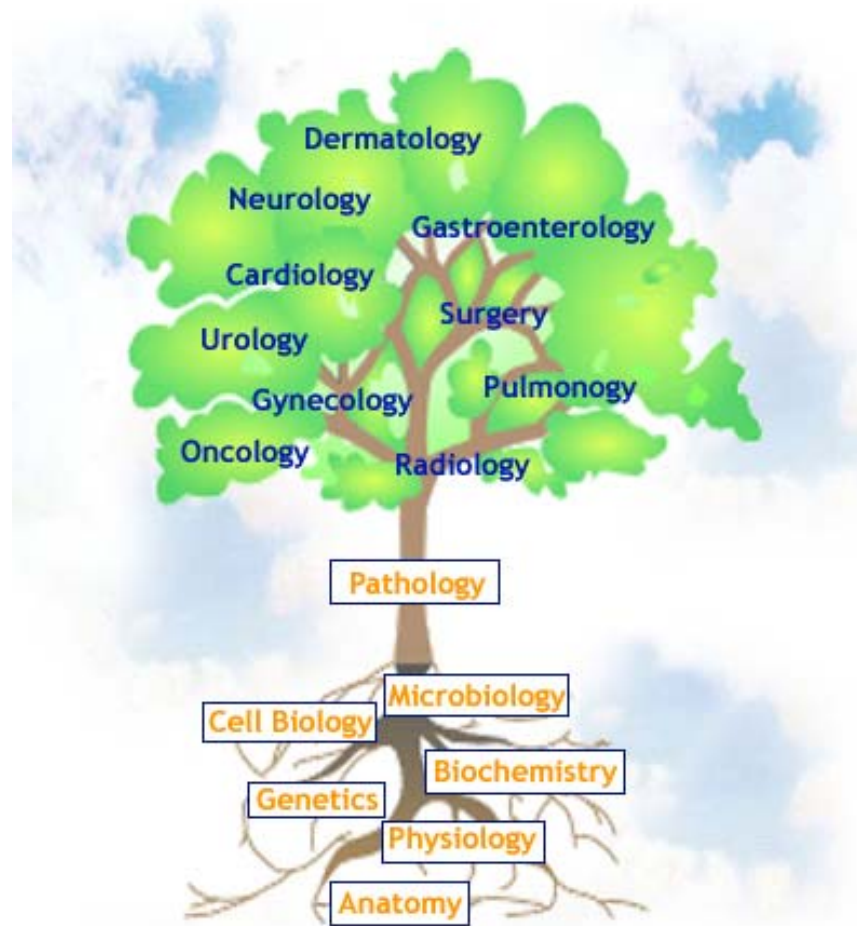 Dermatology
Neurology
Gastroenterology
Cardiology
Surgery
Urology
Pulmonogy
Gynecology
Oncology
Radiology
Pathology
Microbiology
Cell Biology
Biochemistry
Genetics
Physiology
Anatomy